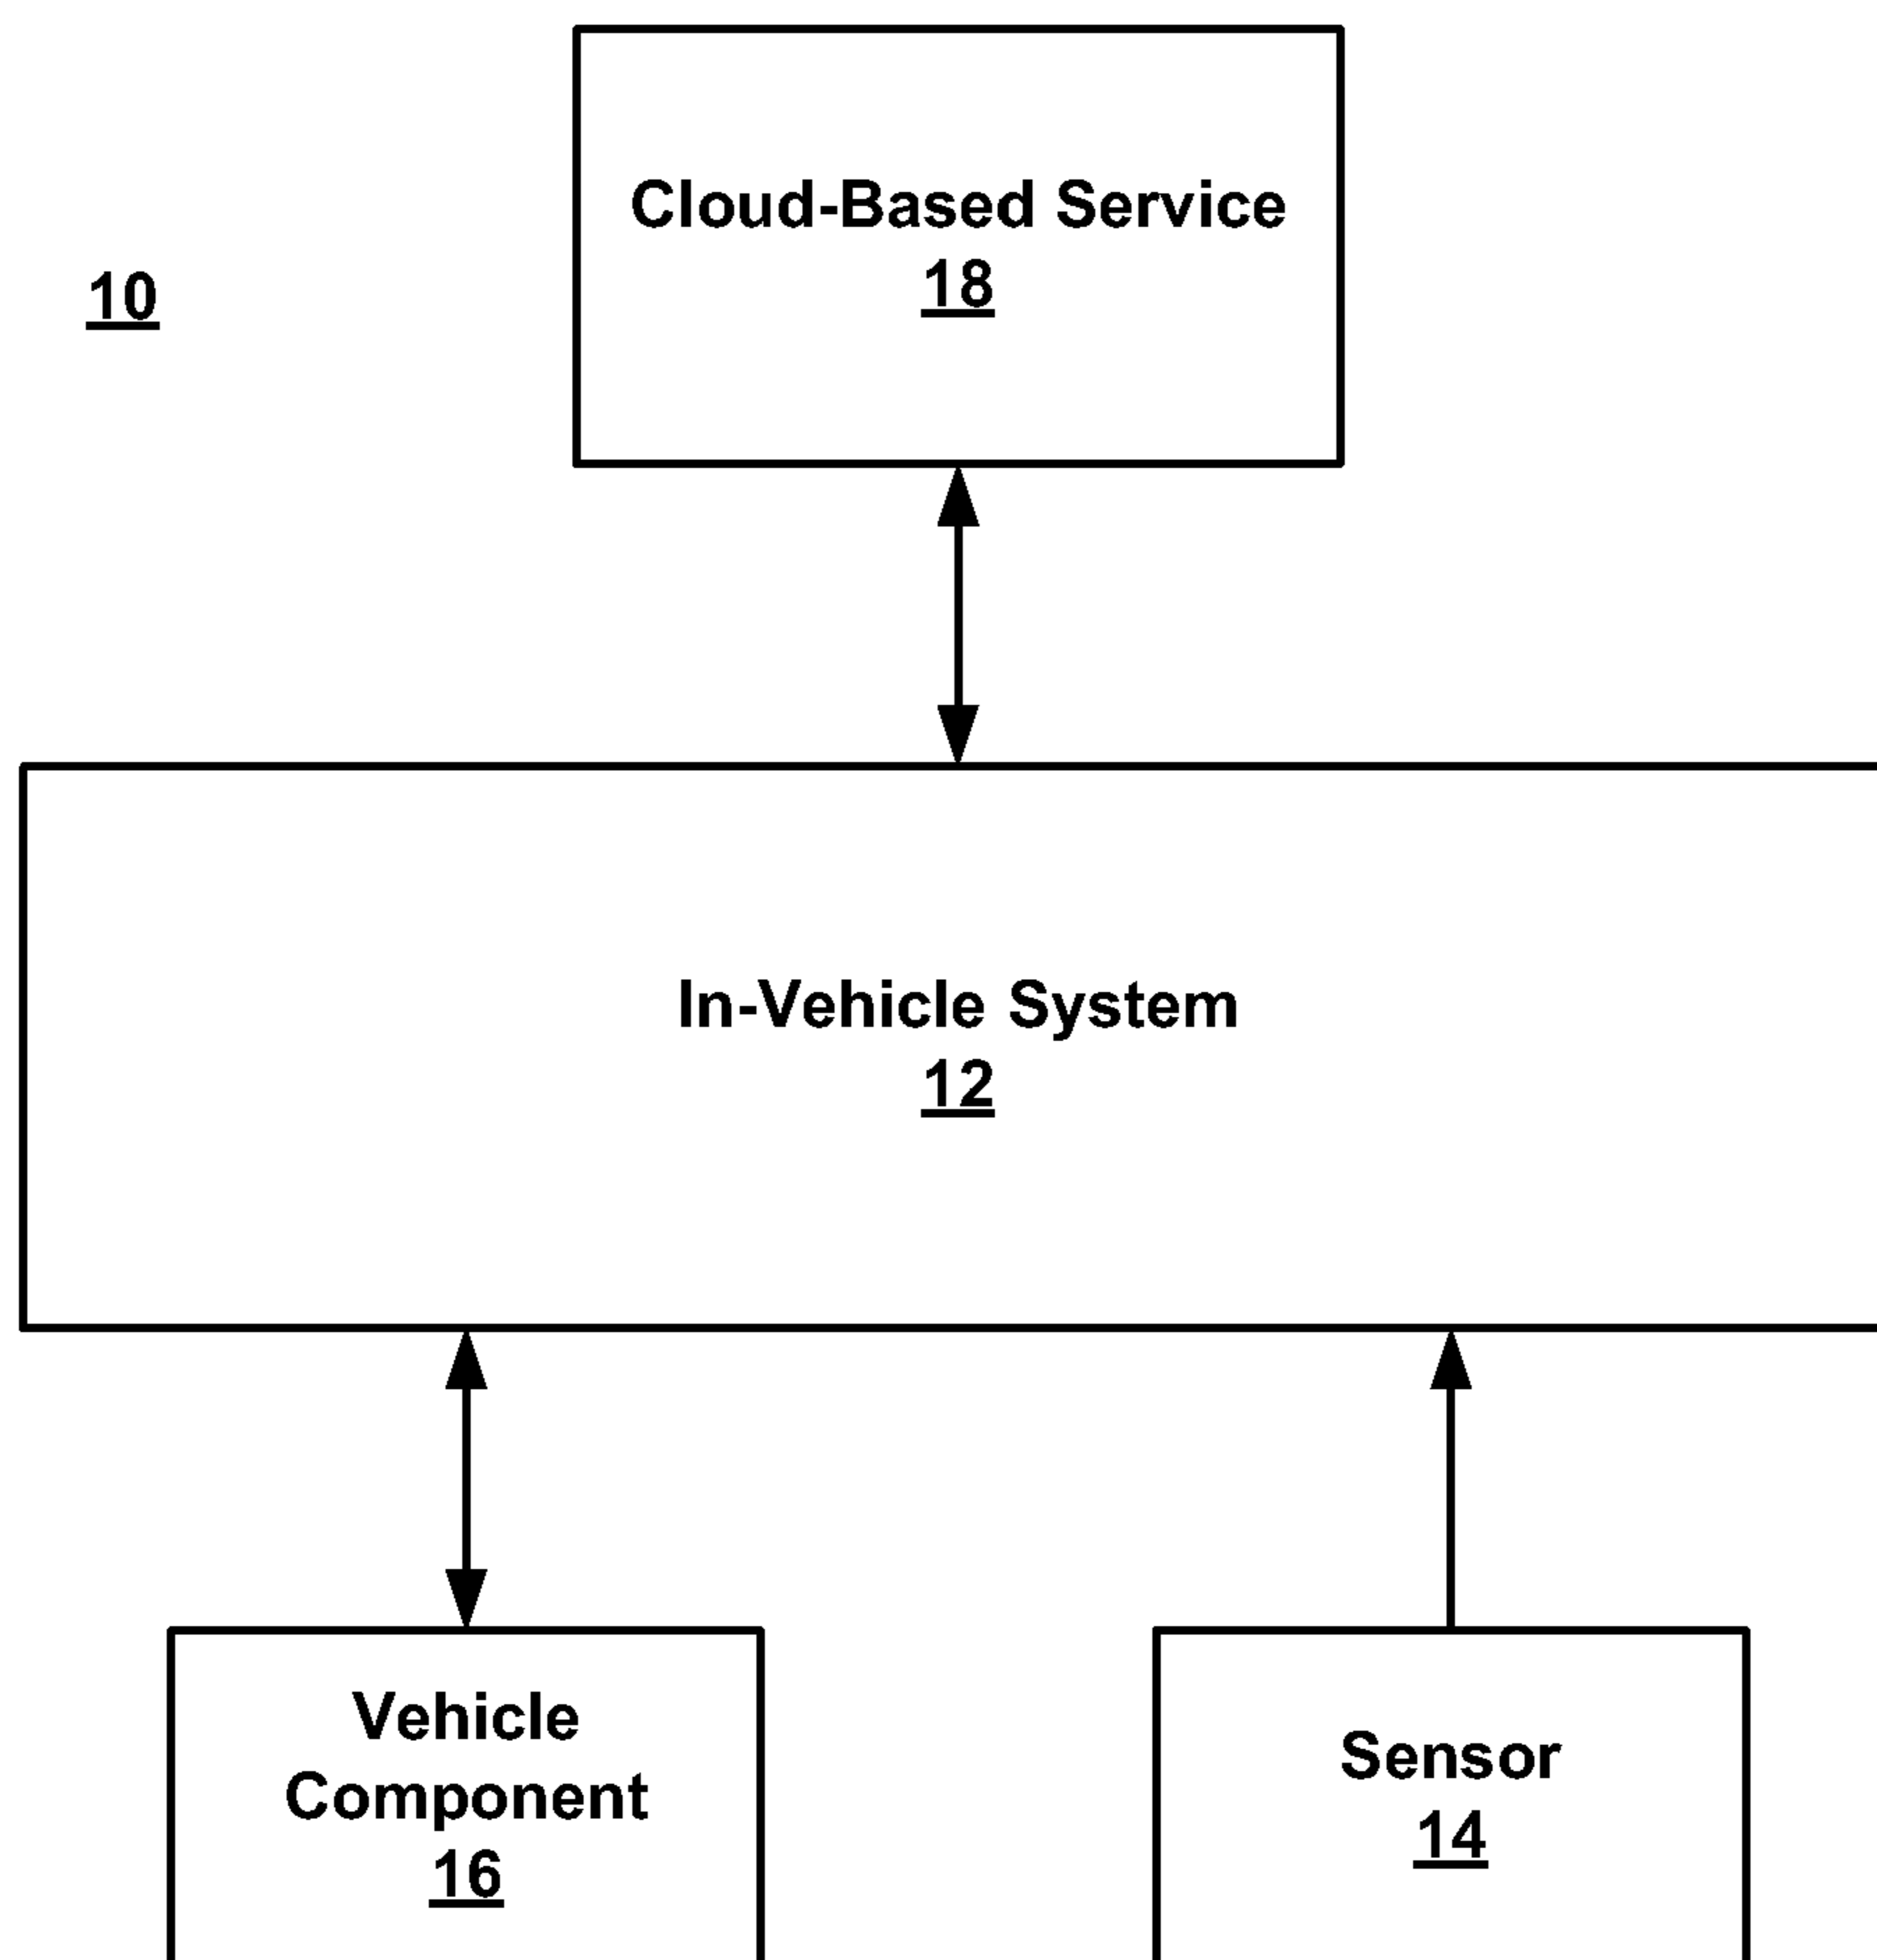 Cloud-Based Service
18
10
In-Vehicle System
12
Vehicle
Component
16
Sensor
14